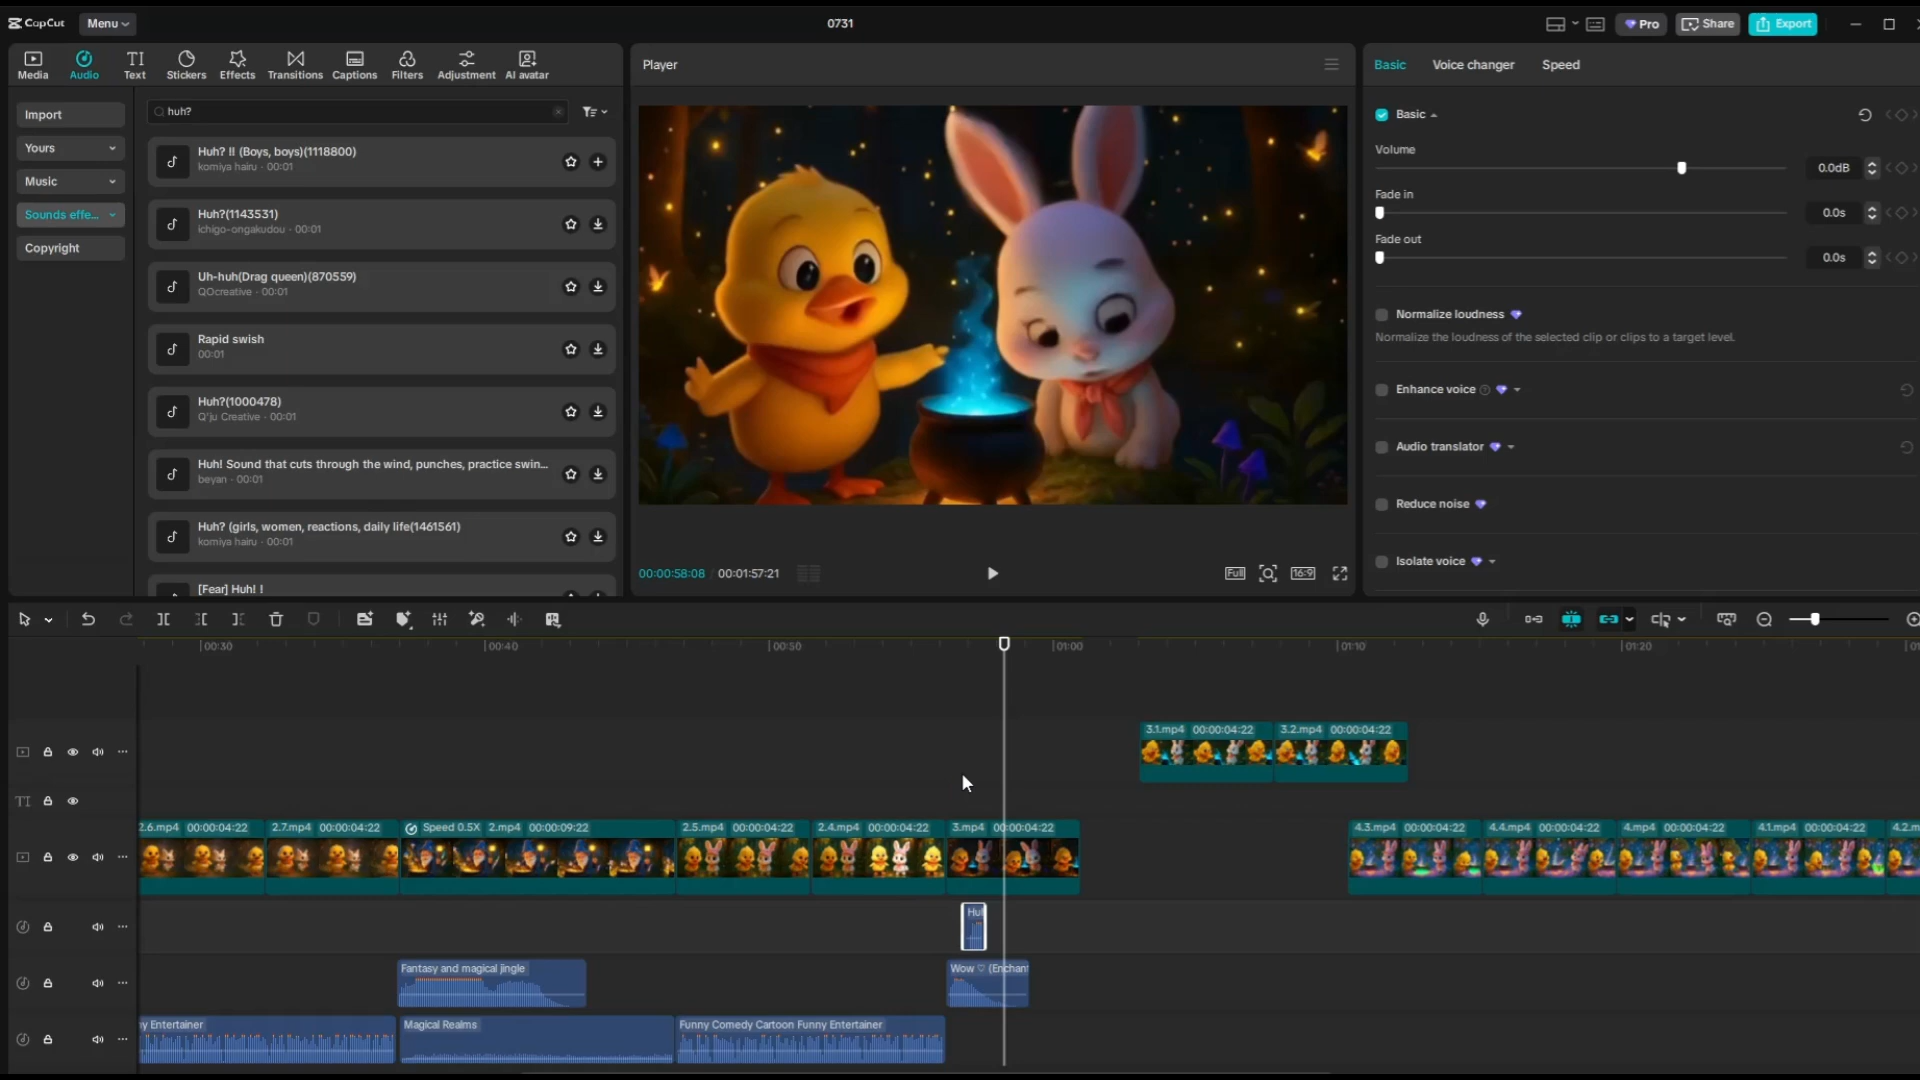 CapCut
Menu
0731
Pro
Share
Export
Media
Audio
Text
Stickers
Effects
Transitions
Captions
Filters
Adjustment
AI avatar
Import
Yours
Music
Sounds effe...
Copyright
huh?
Huh? !! (Boys, boys)(1118800)
komiya hairu · 00:01
Huh?(1143531)
ichigo-ongakudou · 00:01
Uh-huh(Drag queen)(870559)
QOcreative · 00:01
Rapid swish
00:01
Huh?(1000478)
Q'ju Creative · 00:01
Huh! Sound that cuts through the wind, punches, practice swin...
beyan · 00:01
Huh? (girls, women, reactions, daily life(1461561)
komiya hairu · 00:01
[Fear] Huh! !
Player
00:00:58:08 00:01:57:21
Full
16:9
Basic
Voice changer
Speed
Basic
Volume
0.0dB
Fade in
0.0s
Fade out
0.0s
Normalize loudness
Normalize the loudness of the selected clip or clips to a target level.
Enhance voice
Audio translator
Reduce noise
Isolate voice
00:30
00:40
00:50
01:00
01:10
01:20
3.1.mp4 00:00:04:22
3.2.mp4 00:00:04:22
TI
2.6.mp4 00:00:04:22
2.7.mp4 00:00:04:22
Speed 0.5X 2.mp4 00:00:09:22
2.5.mp4 00:00:04:22
2.4.mp4 00:00:04:22
3.mp4 00:00:04:22
4.3.mp4 00:00:04:22
4.4.mp4 00:00:04:22
4.mp4 00:00:04:22
4.1.mp4 00:00:04:22
4.2.m
Hu
Fantasy and magical jingle
Wow ♡ (Enchant
y Entertainer
Magical Realms
Funny Comedy Cartoon Funny Entertainer